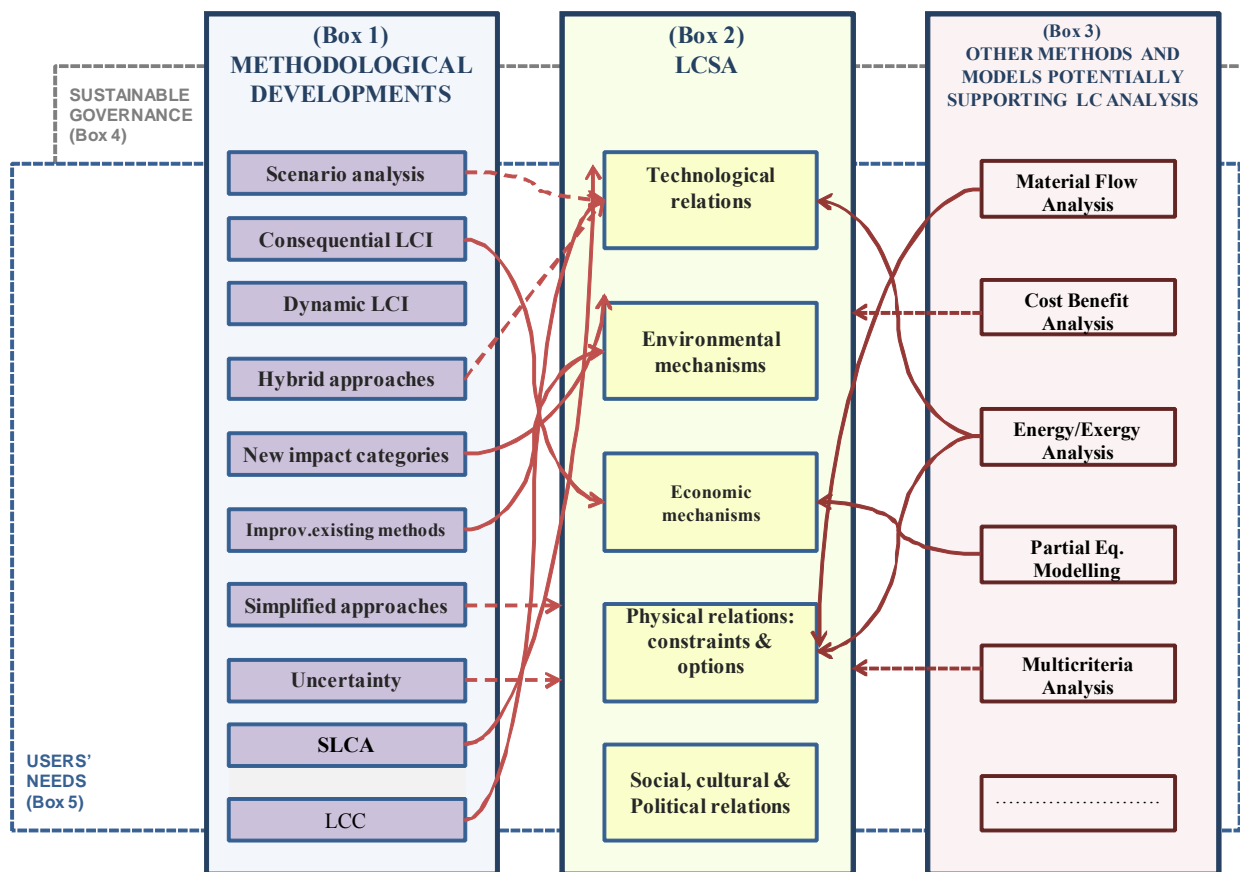 (Box 1)
METHODOLOGICAL
DEVELOPMENTS
(Box 2)
LCSA
(Box 3)
OTHER METHODS AND
MODELS POTENTIALLY
SUPPORTING LC ANALYSIS
SUSTAINABLE
GOVERNANCE
(Box 4)
Scenario analysis
Consequential LCI
Dynamic LCI
Hybrid approaches
New impact categories
Improv.existing methods
Simplified approaches
Uncertainty
SLCA
LCC
Technological
relations
Environmental
mechanisms
Economic
mechanisms
Physical relations:
constraints &
options
Social, cultural &
Political relations
Material Flow
Analysis
Cost Benefit
Analysis
Energy/Exergy
Analysis
Partial Eq.
Modelling
Multicriteria
Analysis
........................
USERS'
NEEDS
(Box 5)